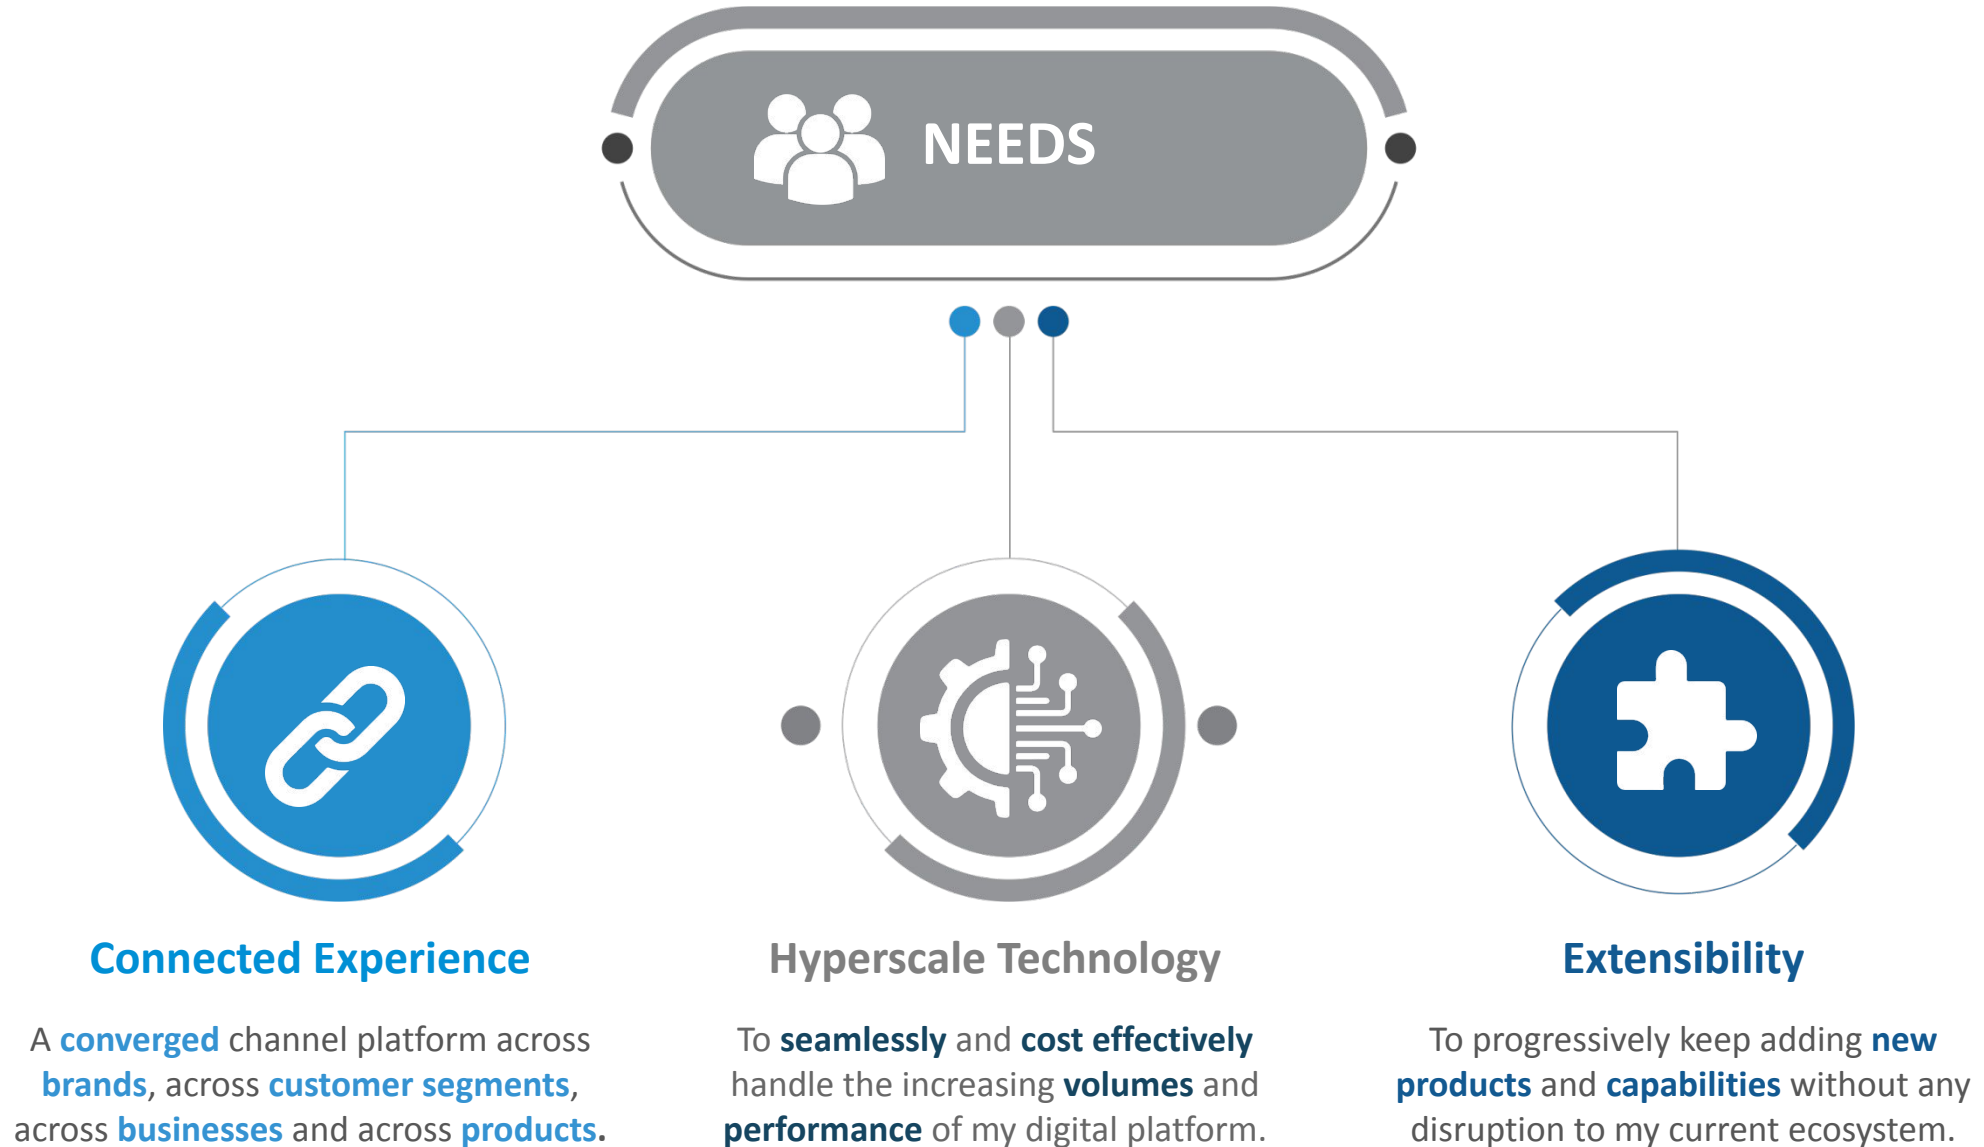 NEEDS
Connected Experience
A converged channel platform across
brands, across customer segments,
across businesses and across products.
Hyperscale Technology
To seamlessly and cost effectively
handle the increasing volumes and
performance of my digital platform.
Extensibility
To progressively keep adding new
products and capabilities without any
disruption to my current ecosystem.